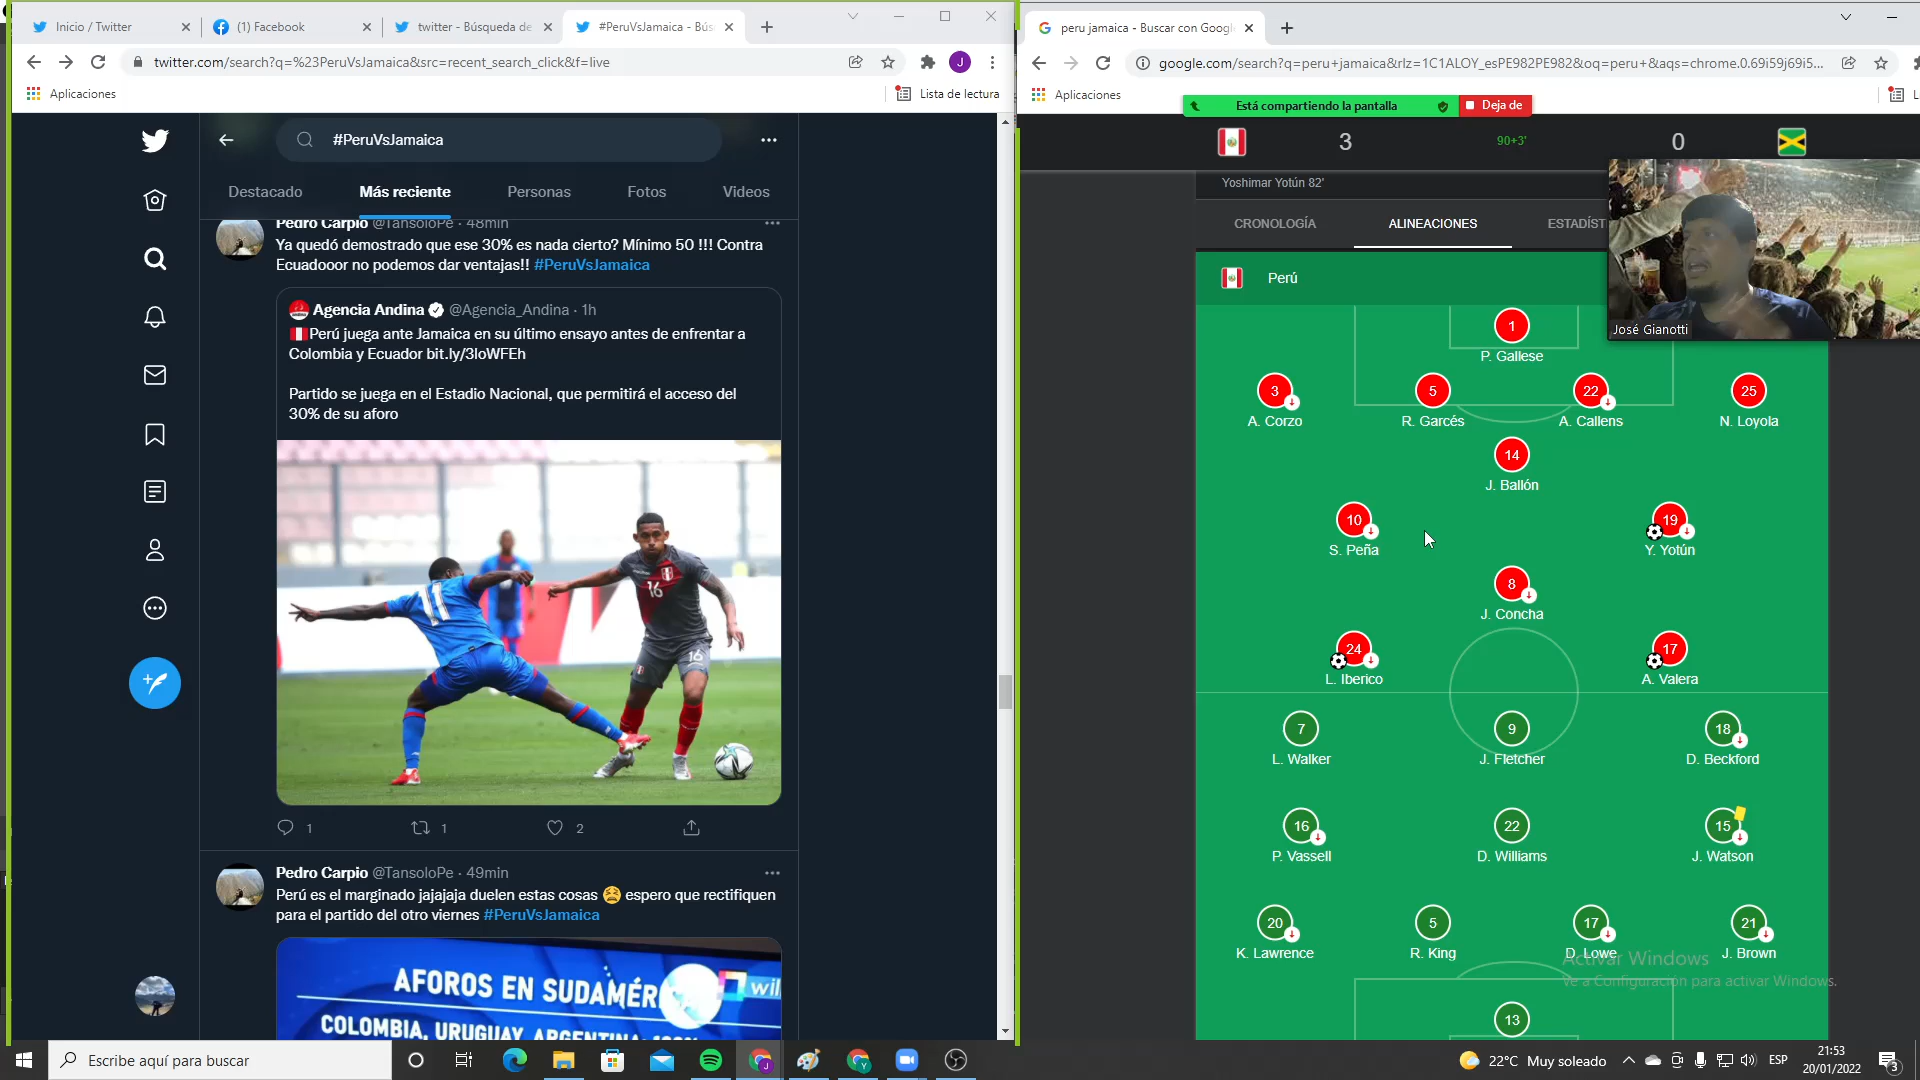 Inicio / Twitter
(1) Facebook
twitter - Búsqueda de
#PeruVsJamaica - Bús
twitter.com/search?q=%23PeruVsJamaica&src=recent_search_click&f=live
J
Aplicaciones
Lista de lectura
#PeruVsJamaica
Destacado
Más reciente
Personas
Fotos
Videos
Pedro Carpio @TansoloPe · 48min
Ya quedó demostrado que ese 30% es nada cierto? Mínimo 50 !!! Contra
Ecuadooor no podemos dar ventajas!! #PeruVsJamaica
Agencia Andina @Agencia_Andina · 1h
Perú juega ante Jamaica en su último ensayo antes de enfrentar a
Colombia y Ecuador bit.ly/3IoWFEh
Partido se juega en el Estadio Nacional, que permitirá el acceso del
30% de su aforo
11
16
16
1
1
2
Pedro Carpio @TansoloPe · 49min
Perú es el marginado jajajaja duelen estas cosas 😫 espero que rectifiquen
para el partido del otro viernes #PeruVsJamaica
AFOROS EN SUDAMÉR
COLOMBIA, URUGUAY, ARGENTINA: 100%
peru jamaica - Buscar con Googl
google.com/search?q=peru+jamaica&rlz=1C1ALOY_esPE982PE982&oq=peru+&aqs=chrome.0.69i59j69i5...
Aplicaciones
Está compartiendo la pantalla
Deja de
3
90+3'
0
Yoshimar Yotún 82'
CRONOLOGÍA
ALINEACIONES
ESTADÍST
José Gianotti
Perú
1
P. Gallese
3
5
22
25
A. Corzo
R. Garcés
A. Callens
N. Loyola
14
J. Ballón
10
19
S. Peña
Y. Yotún
8
J. Concha
24
17
L. Iberico
A. Valera
7
9
18
L. Walker
J. Fletcher
D. Beckford
16
22
15
P. Vassell
D. Williams
J. Watson
20
5
17
21
K. Lawrence
R. King
D. Lowe
J. Brown
Activar Windows
Ve a Configuración para activar Windows.
13
Escribe aquí para buscar
22°C Muy soleado
ESP
21:53
20/01/2022
3